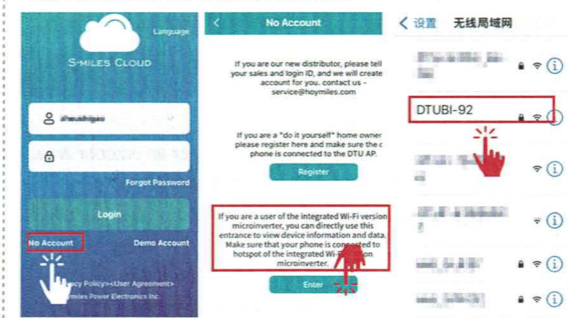 Language
S-MILES CLOUD
Forgot Password
Login
No Account
Demo Account
cy Policy><User Agreement>
miles Power Electronics Inc
No Account
If you are our new distributor, please tell
your sales and login ID, and we will create
account for you. contact us -
service@hoymiles.com
If you are a "do it yourself" home owner
please register here and make sure the c
phone is connected to the DTU AP.
Register
If you are a user of the integrated Wi-Fi version
microinverter, you can directly use this
entrance to view device information and data.
Make sure that your phone is connected to
hotspot of the integrated Wi-Fi
microinverter.
Enter
设置 无线局域网
DTUBI-92